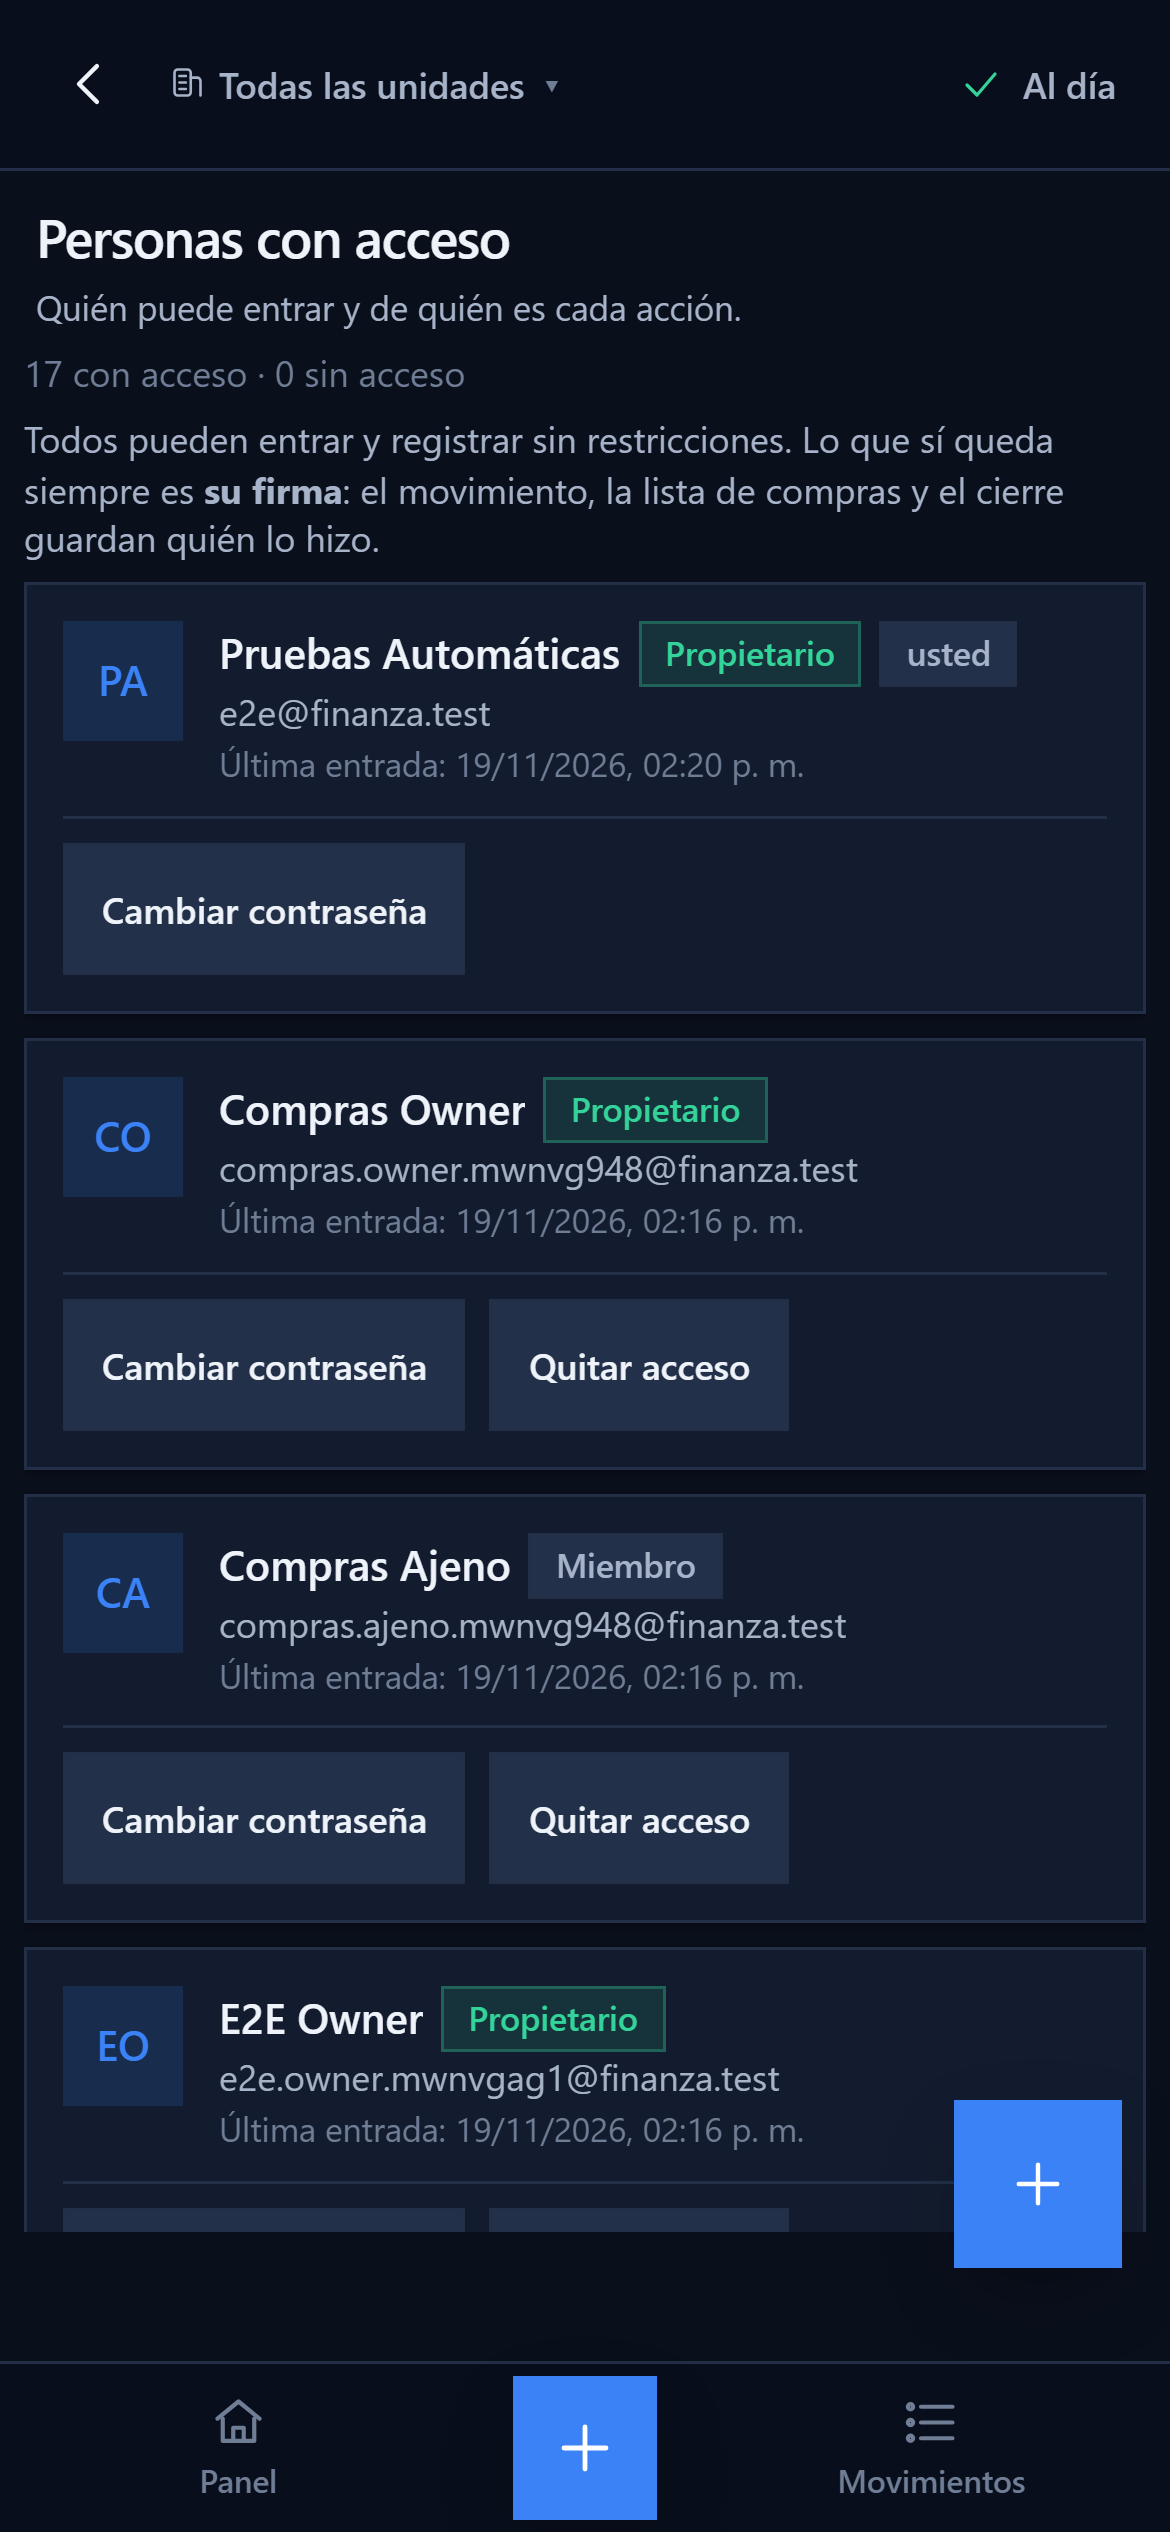 Todas las unidades ▼
Al día
Personas con acceso
Quién puede entrar y de quién es cada acción.
17 con acceso · 0 sin acceso
Todos pueden entrar y registrar sin restricciones. Lo que sí queda
siempre es su firma: el movimiento, la lista de compras y el cierre
guardan quién lo hizo.
PA
Pruebas Automáticas
Propietario
usted
e2e@finanza.test
Última entrada: 19/11/2026, 02:20 p. m.
Cambiar contraseña
CO
Compras Owner
Propietario
compras.owner.mwnvg948@finanza.test
Última entrada: 19/11/2026, 02:16 p. m.
Cambiar contraseña
Quitar acceso
CA
Compras Ajeno
Miembro
compras.ajeno.mwnvg948@finanza.test
Última entrada: 19/11/2026, 02:16 p. m.
Cambiar contraseña
Quitar acceso
EO
E2E Owner
Propietario
e2e.owner.mwnvgag1@finanza.test
Última entrada: 19/11/2026, 02:16 p. m.
Panel
Movimientos